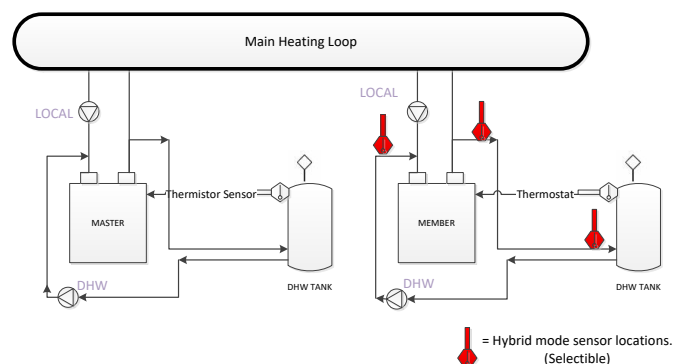 Main Heating Loop
LOCAL
LOCAL
Thermistor Sensor
Thermostat
MASTER
MEMBER
DHW
DHW TANK
DHW
DHW TANK
= Hybrid mode sensor locations.
(Selectible)